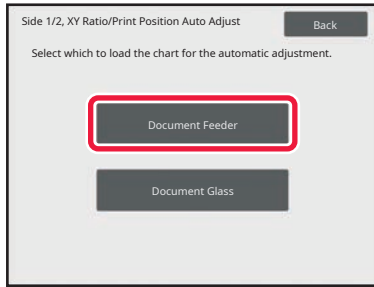 Side 1/2, XY Ratio/Print Position Auto Adjust
Back
Select which to load the chart for the automatic adjustment.
Document Feeder
Document Glass